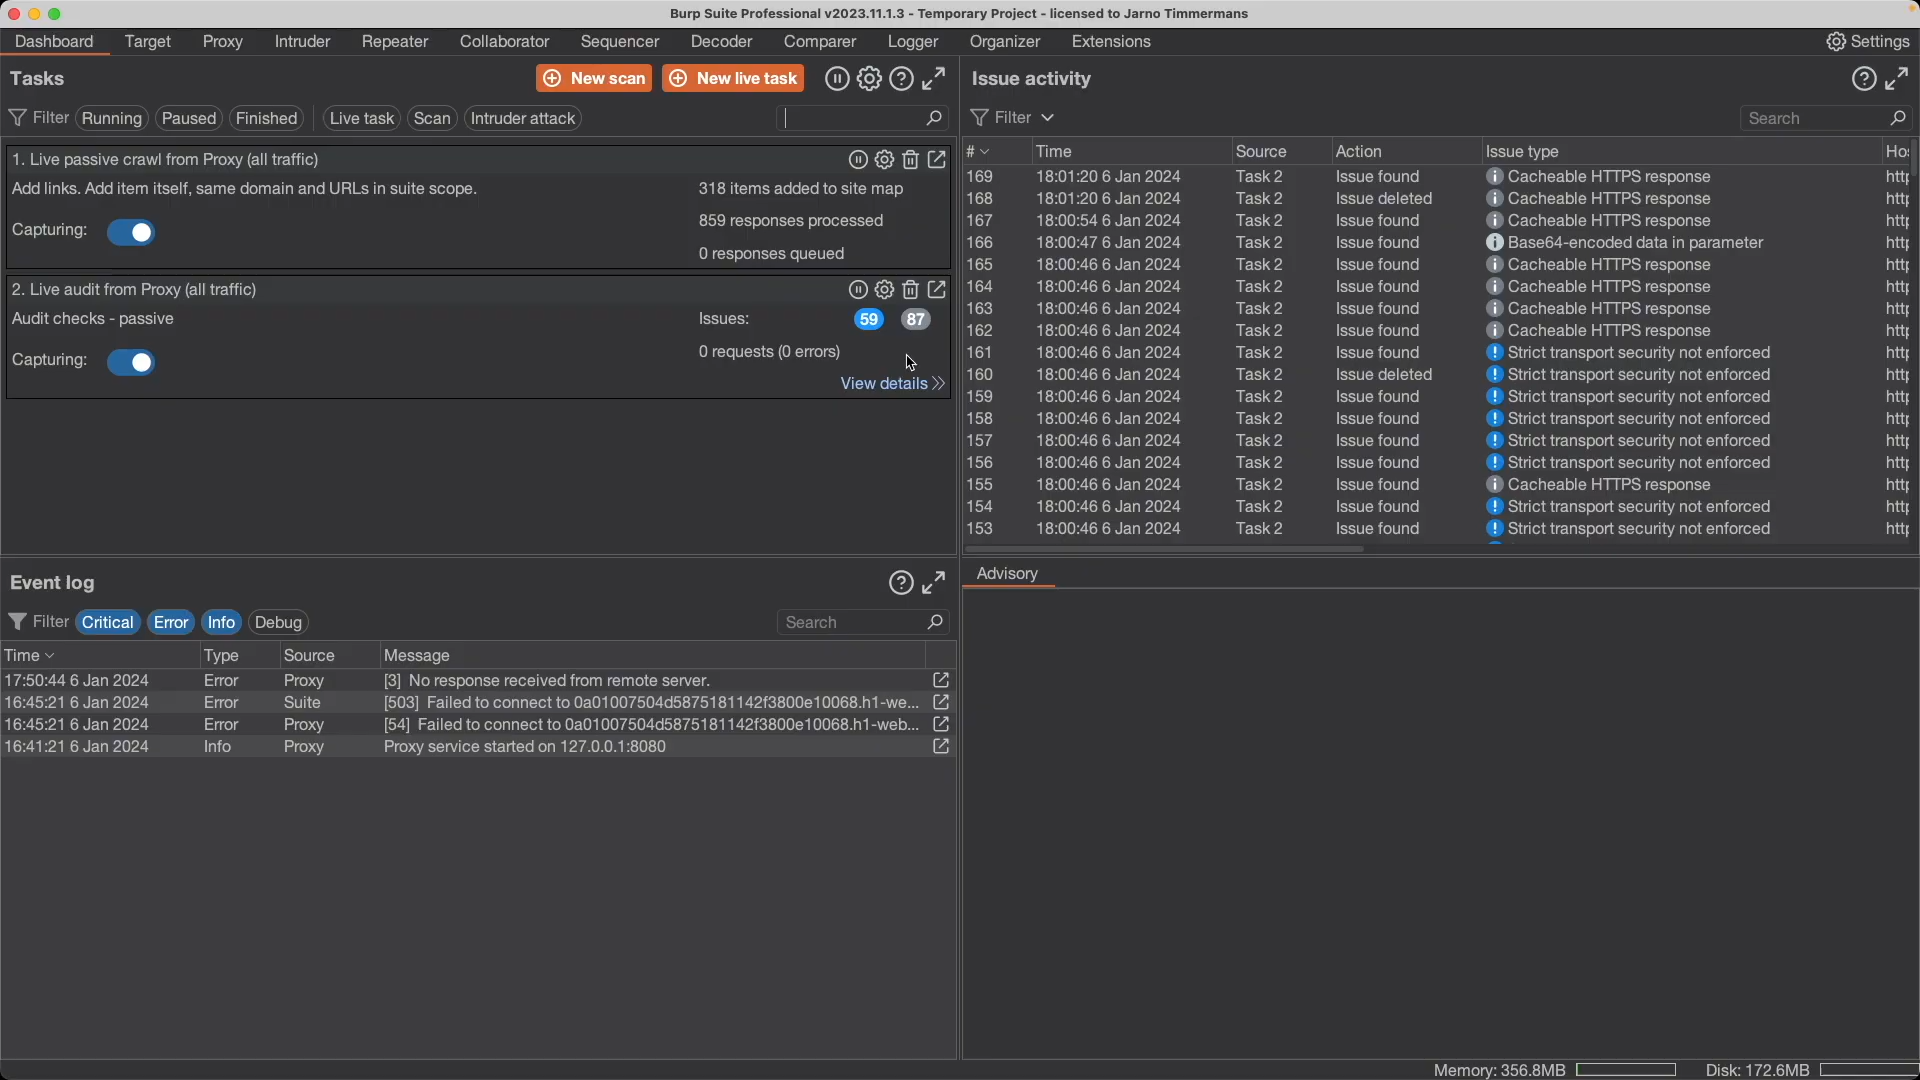 Burp Suite Professional v2023.11.1.3 - Temporary Project - licensed to Jarno Timmermans
Dashboard Target Proxy Intruder Repeater Collaborator Sequencer Decoder Comparer Logger Organizer Extensions Settings
Tasks
New scan New live task
Filter Running Paused Finished Live task Scan Intruder attack
1. Live passive crawl from Proxy (all traffic)
Add links. Add item itself, same domain and URLs in suite scope. 318 items added to site map
859 responses processed
Capturing:
0 responses queued
2. Live audit from Proxy (all traffic)
Audit checks - passive Issues: 59 87
0 requests (0 errors)
Capturing:
View details
Issue activity
Filter Search
# Time Source Action Issue type Hos
169 18:01:20 6 Jan 2024 Task 2 Issue found Cacheable HTTPS response http
168 18:01:20 6 Jan 2024 Task 2 Issue deleted Cacheable HTTPS response http
167 18:00:54 6 Jan 2024 Task 2 Issue found Cacheable HTTPS response http
166 18:00:47 6 Jan 2024 Task 2 Issue found Base64-encoded data in parameter http
165 18:00:46 6 Jan 2024 Task 2 Issue found Cacheable HTTPS response http
164 18:00:46 6 Jan 2024 Task 2 Issue found Cacheable HTTPS response http
163 18:00:46 6 Jan 2024 Task 2 Issue found Cacheable HTTPS response http
162 18:00:46 6 Jan 2024 Task 2 Issue found Cacheable HTTPS response http
161 18:00:46 6 Jan 2024 Task 2 Issue found Strict transport security not enforced http
160 18:00:46 6 Jan 2024 Task 2 Issue deleted Strict transport security not enforced http
159 18:00:46 6 Jan 2024 Task 2 Issue found Strict transport security not enforced http
158 18:00:46 6 Jan 2024 Task 2 Issue found Strict transport security not enforced http
157 18:00:46 6 Jan 2024 Task 2 Issue found Strict transport security not enforced http
156 18:00:46 6 Jan 2024 Task 2 Issue found Strict transport security not enforced http
155 18:00:46 6 Jan 2024 Task 2 Issue found Cacheable HTTPS response http
154 18:00:46 6 Jan 2024 Task 2 Issue found Strict transport security not enforced http
153 18:00:46 6 Jan 2024 Task 2 Issue found Strict transport security not enforced http
Event log
Filter Critical Error Info Debug Search
Time Type Source Message
17:50:44 6 Jan 2024 Error Proxy [3] No response received from remote server.
16:45:21 6 Jan 2024 Error Suite [503] Failed to connect to 0a01007504d5875181142f3800e10068.h1-we...
16:45:21 6 Jan 2024 Error Proxy [54] Failed to connect to 0a01007504d5875181142f3800e10068.h1-web...
16:41:21 6 Jan 2024 Info Proxy Proxy service started on 127.0.0.1:8080
Advisory
Memory: 356.8MB Disk: 172.6MB